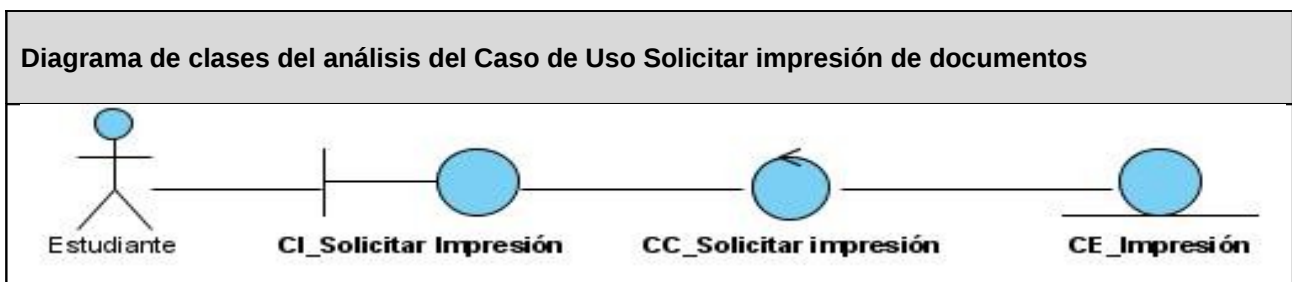 Diagrama de clases del análisis del Caso de Uso Solicitar impresión de documentos
Estudiante CI_Solicitar Impresión CC_Solicitar impresión CE_Impresión